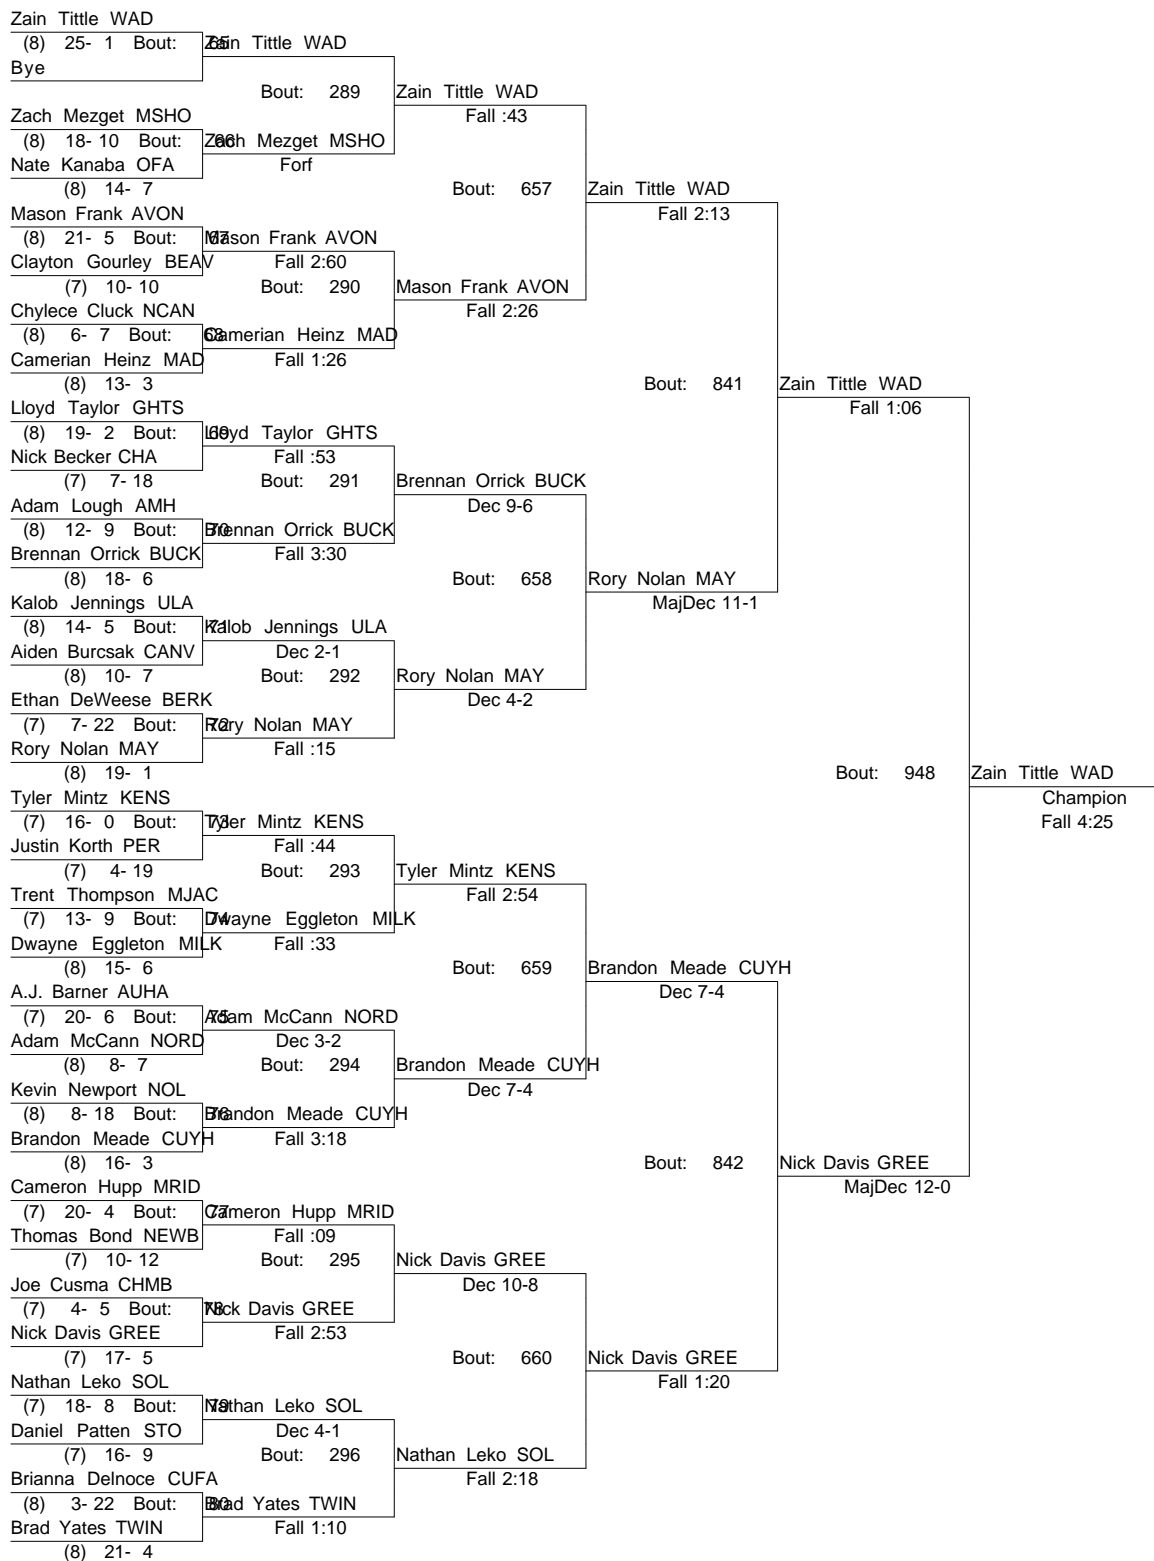 Zain Tittle WAD
(8) 25- 1 Bout: 65
Bye
Zain Tittle WAD
Bout: 289
Zach Mezget MSHO
(8) 18- 10 Bout: 66
Nate Kanaba OFA
(8) 14- 7
Zach Mezget MSHO
Forf
Zain Tittle WAD
Fall :43
Bout: 657
Mason Frank AVON
(8) 21- 5 Bout: 67
Clayton Gourley BEAV
(7) 10- 10
Mason Frank AVON
Fall 2:60
Bout: 290
Chylece Cluck NCAN
(8) 6- 7 Bout: 68
Camerian Heinz MAD
(8) 13- 3
Camerian Heinz MAD
Fall 1:26
Mason Frank AVON
Fall 2:26
Zain Tittle WAD
Fall 2:13
Bout: 841
Lloyd Taylor GHTS
(8) 19- 2 Bout: 69
Nick Becker CHA
(7) 7- 18
Lloyd Taylor GHTS
Fall :53
Bout: 291
Adam Lough AMH
(8) 12- 9 Bout: 70
Brennan Orrick BUCK
(8) 18- 6
Brennan Orrick BUCK
Fall 3:30
Brennan Orrick BUCK
Dec 9-6
Bout: 658
Kalob Jennings ULA
(8) 14- 5 Bout: 71
Aiden Burcsak CANV
(8) 10- 7
Kalob Jennings ULA
Dec 2-1
Bout: 292
Ethan DeWeese BERK
(7) 7- 22 Bout: 72
Rory Nolan MAY
(8) 19- 1
Rory Nolan MAY
Fall :15
Rory Nolan MAY
Dec 4-2
Rory Nolan MAY
MajDec 11-1
Zain Tittle WAD
Fall 1:06
Bout: 948
Tyler Mintz KENS
(7) 16- 0 Bout: 73
Justin Korth PER
(7) 4- 19
Tyler Mintz KENS
Fall :44
Bout: 293
Trent Thompson MJAC
(7) 13- 9 Bout: 74
Dwayne Eggleton MILK
(8) 15- 6
Dwayne Eggleton MILK
Fall :33
Tyler Mintz KENS
Fall 2:54
Bout: 659
A.J. Barner AUHA
(7) 20- 6 Bout: 75
Adam McCann NORD
(8) 8- 7
Adam McCann NORD
Dec 3-2
Bout: 294
Kevin Newport NOL
(8) 8- 18 Bout: 76
Brandon Meade CUYH
(8) 16- 3
Brandon Meade CUYH
Fall 3:18
Brandon Meade CUYH
Dec 7-4
Brandon Meade CUYH
Dec 7-4
Bout: 842
Cameron Hupp MRID
(7) 20- 4 Bout: 77
Thomas Bond NEWB
(7) 10- 12
Cameron Hupp MRID
Fall :09
Bout: 295
Joe Cusma CHMB
(7) 4- 5 Bout: 78
Nick Davis GREE
(7) 17- 5
Nick Davis GREE
Fall 2:53
Nick Davis GREE
Dec 10-8
Bout: 660
Nathan Leko SOL
(7) 18- 8 Bout: 79
Daniel Patten STO
(7) 16- 9
Nathan Leko SOL
Dec 4-1
Bout: 296
Brianna Delnoce CUFA
(8) 3- 22 Bout: 80
Brad Yates TWIN
(8) 21- 4
Brad Yates TWIN
Fall 1:10
Nathan Leko SOL
Fall 2:18
Nick Davis GREE
Fall 1:20
Nick Davis GREE
MajDec 12-0
Zain Tittle WAD
Champion
Fall 4:25